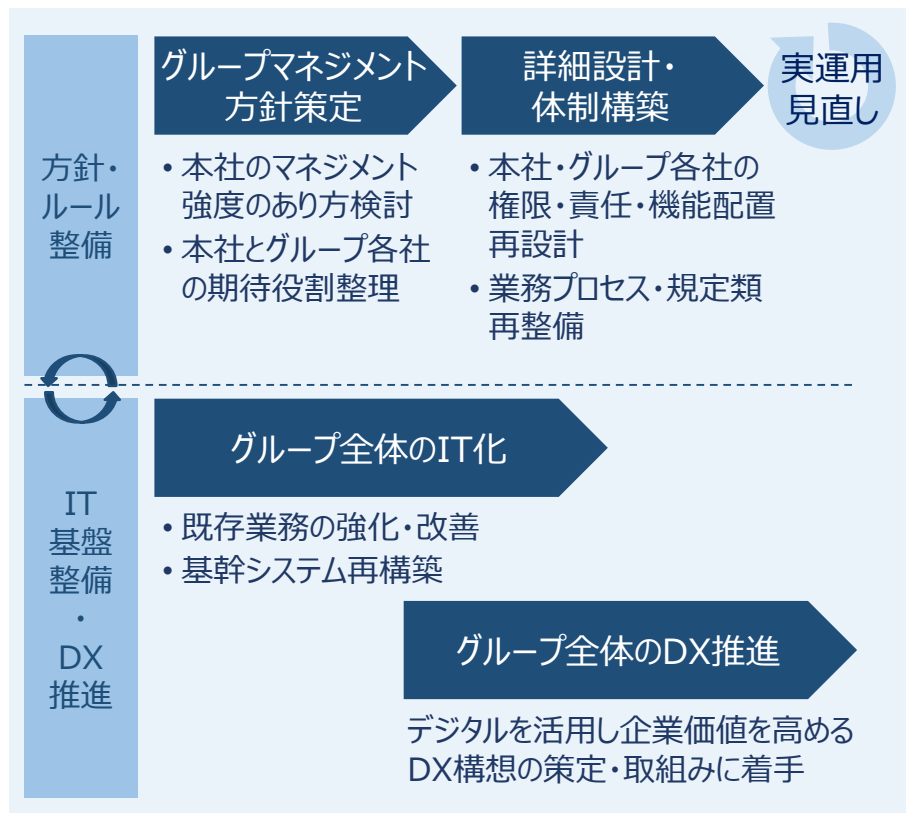 グループマネジメント
方針策定
詳細設計・
体制構築
実運用
見直し
方針・
ルール
整備
• 本社のマネジメント
強度のあり方検討
• 本社とグループ各社
の期待役割整理
• 本社・グループ各社の
権限・責任・機能配置
再設計
• 業務プロセス・規定類
再整備
IT
基盤
整備
・
DX
推進
グループ全体のIT化
• 既存業務の強化・改善
• 基幹システム再構築
グループ全体のDX推進
デジタルを活用し企業価値を高める
DX構想の策定・取組みに着手